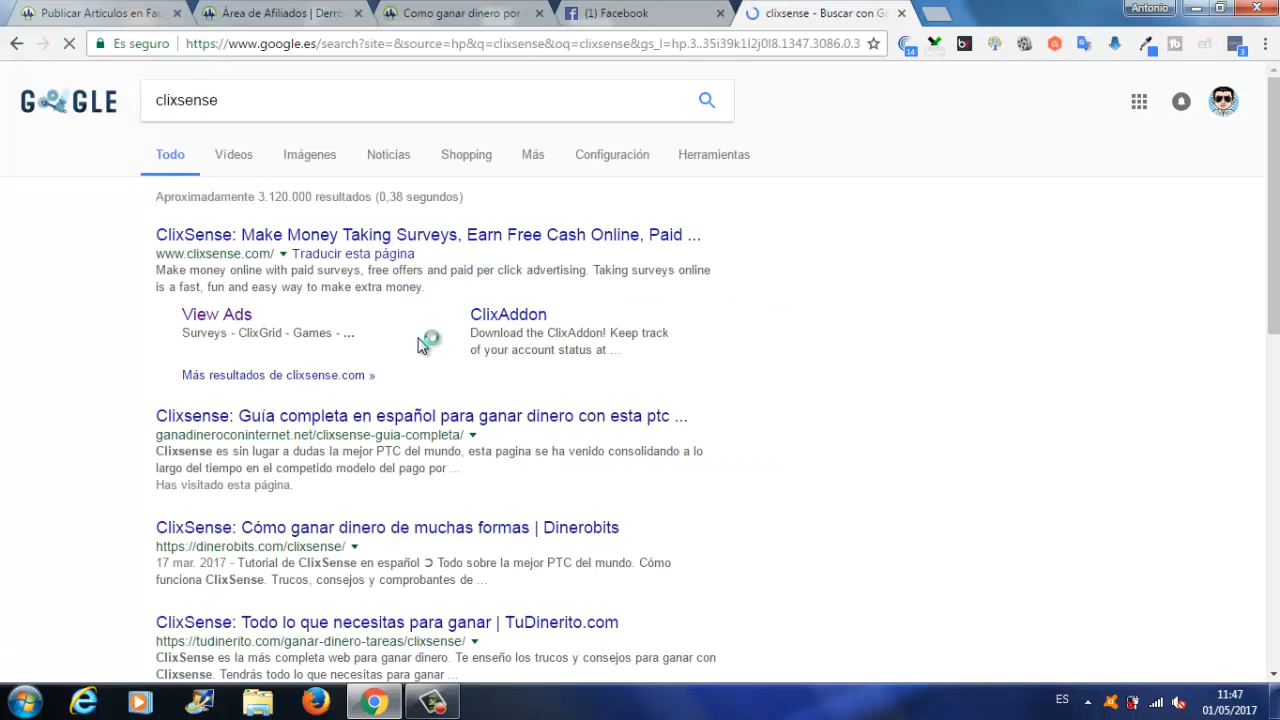 Publicar Articulos en Fac
Área de Afiliados | Derro
Como ganar dinero por
(1) Facebook
clixsense - Buscar con Go
Antonio
Es seguro
https://www.google.es/search?site=&source=hp&q=clixsense&oq=clixsense&gs_l=hp.3..35i39k1l2j0l8.1347.3086.0.3
14
3
GOOGLE
clixsense
Todo
Vídeos
Imágenes
Noticias
Shopping
Más
Configuración
Herramientas
Aproximadamente 3.120.000 resultados (0,38 segundos)
ClixSense: Make Money Taking Surveys, Earn Free Cash Online, Paid ...
www.clixsense.com/ Traducir esta página
Make money online with paid surveys, free offers and paid per click advertising. Taking surveys online
is a fast, fun and easy way to make extra money.
View Ads
Surveys - ClixGrid - Games - ...
ClixAddon
Download the ClixAddon! Keep track
of your account status at ...
Más resultados de clixsense.com »
Clixsense: Guía completa en español para ganar dinero con esta ptc ...
ganadineroconinternet.net/clixsense-guia-completa/
Clixsense es sin lugar a dudas la mejor PTC del mundo, esta pagina se ha venido consolidando a lo
largo del tiempo en el competido modelo del pago por ...
Has visitado esta página.
ClixSense: Cómo ganar dinero de muchas formas | Dinerobits
https://dinerobits.com/clixsense/
17 mar. 2017 - Tutorial de ClixSense en español Ɔ Todo sobre la mejor PTC del mundo. Cómo
funciona ClixSense. Trucos, consejos y comprobantes de ...
ClixSense: Todo lo que necesitas para ganar | TuDinerito.com
https://tudinerito.com/ganar-dinero-tareas/clixsense/
ClixSense es la más completa web para ganar dinero. Te enseño los trucos y consejos para ganar con
Clixsense. Tendrás todo lo que necesitas para ganar ...
ES
11:47
01/05/2017